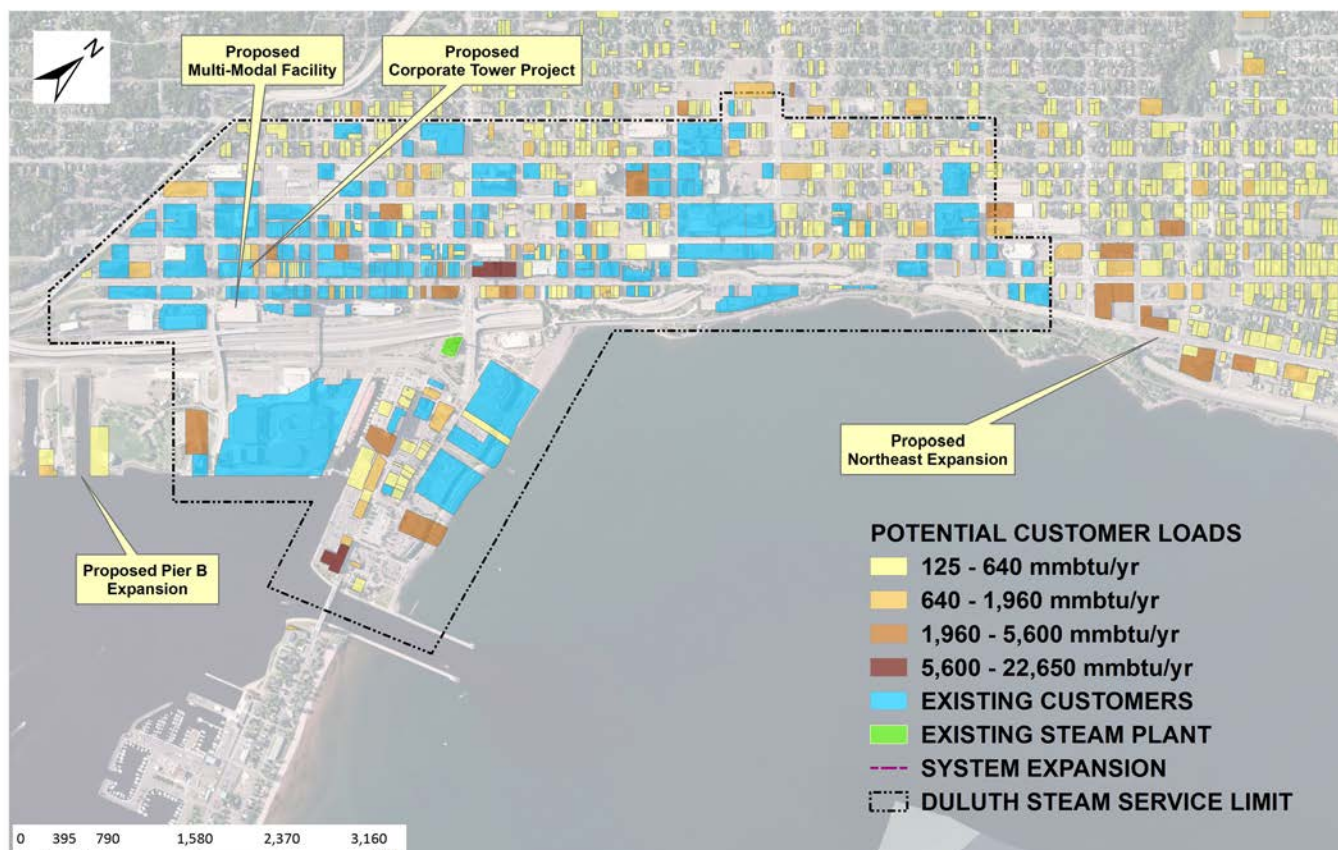 N
Proposed
Multi-Modal Facility
Proposed
Corporate Tower Project
Proposed
Northeast Expansion
Proposed Pier B
Expansion
POTENTIAL CUSTOMER LOADS
125 - 640 mmbtu/yr
640 - 1,960 mmbtu/yr
1,960 - 5,600 mmbtu/yr
5,600 - 22,650 mmbtu/yr
EXISTING CUSTOMERS
EXISTING STEAM PLANT
SYSTEM EXPANSION
DULUTH STEAM SERVICE LIMIT
0 395 790 1,580 2,370 3,160